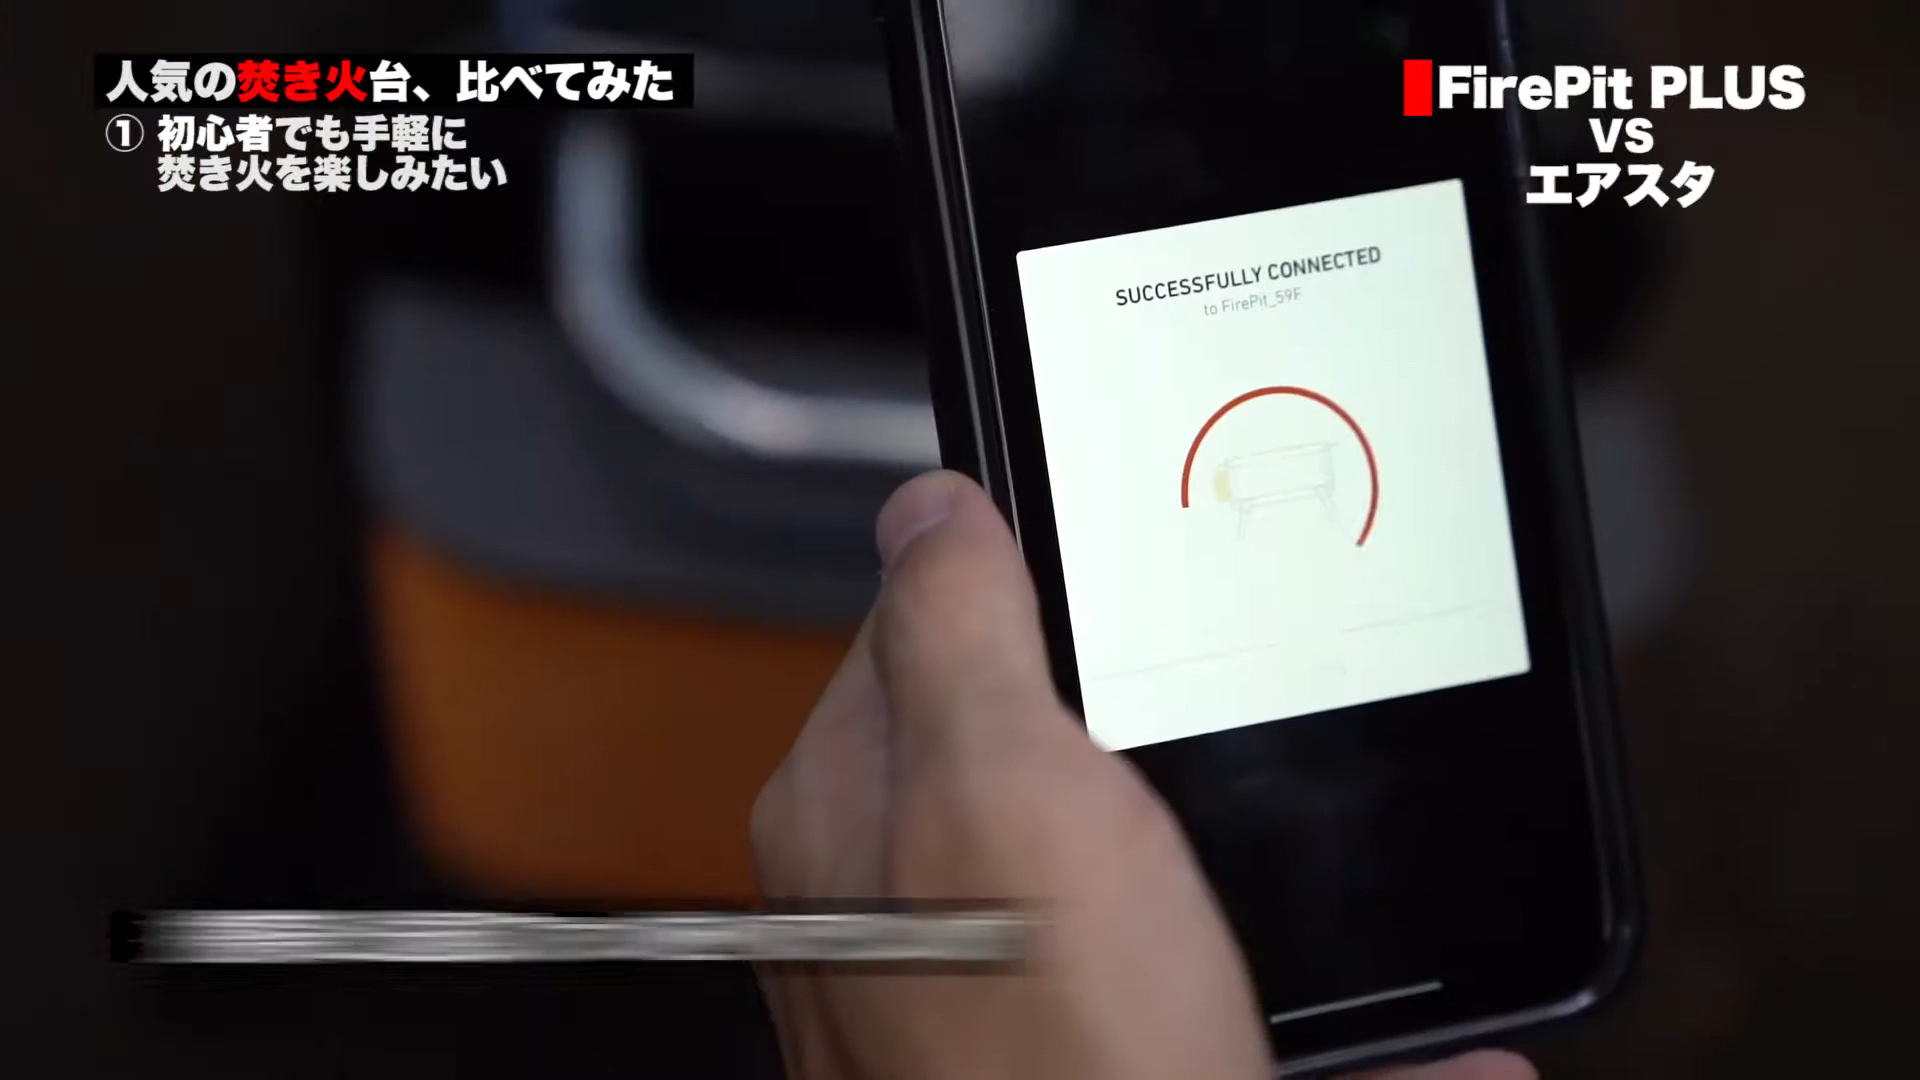 人気の焚き火台、比べてみた
① 初心者でも手軽に
焚き火を楽しみたい
FirePit PLUS
VS
エアスタ
SUCCESSFULLY CONNECTED
to FirePit_59F